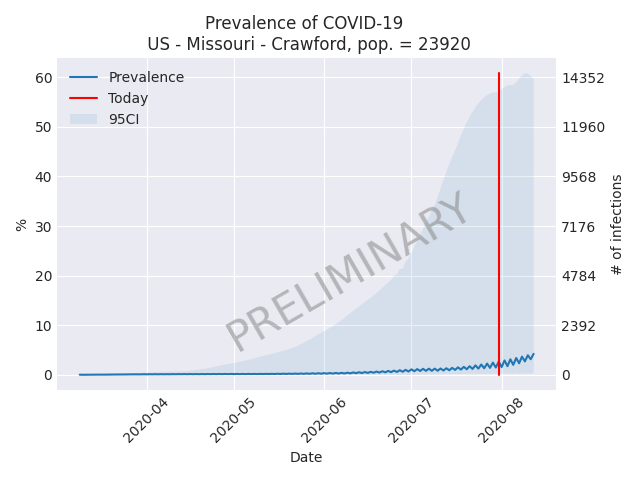 Prevalence of COVID-19
US - Missouri - Crawford, pop. = 23920
Prevalence
Today
95CI
60
50
40
30
20
10
0
%
14352
11960
9568
7176
4784
2392
0
# of infections
PRELIMINARY
2020-04
2020-05
2020-06
2020-07
2020-08
Date